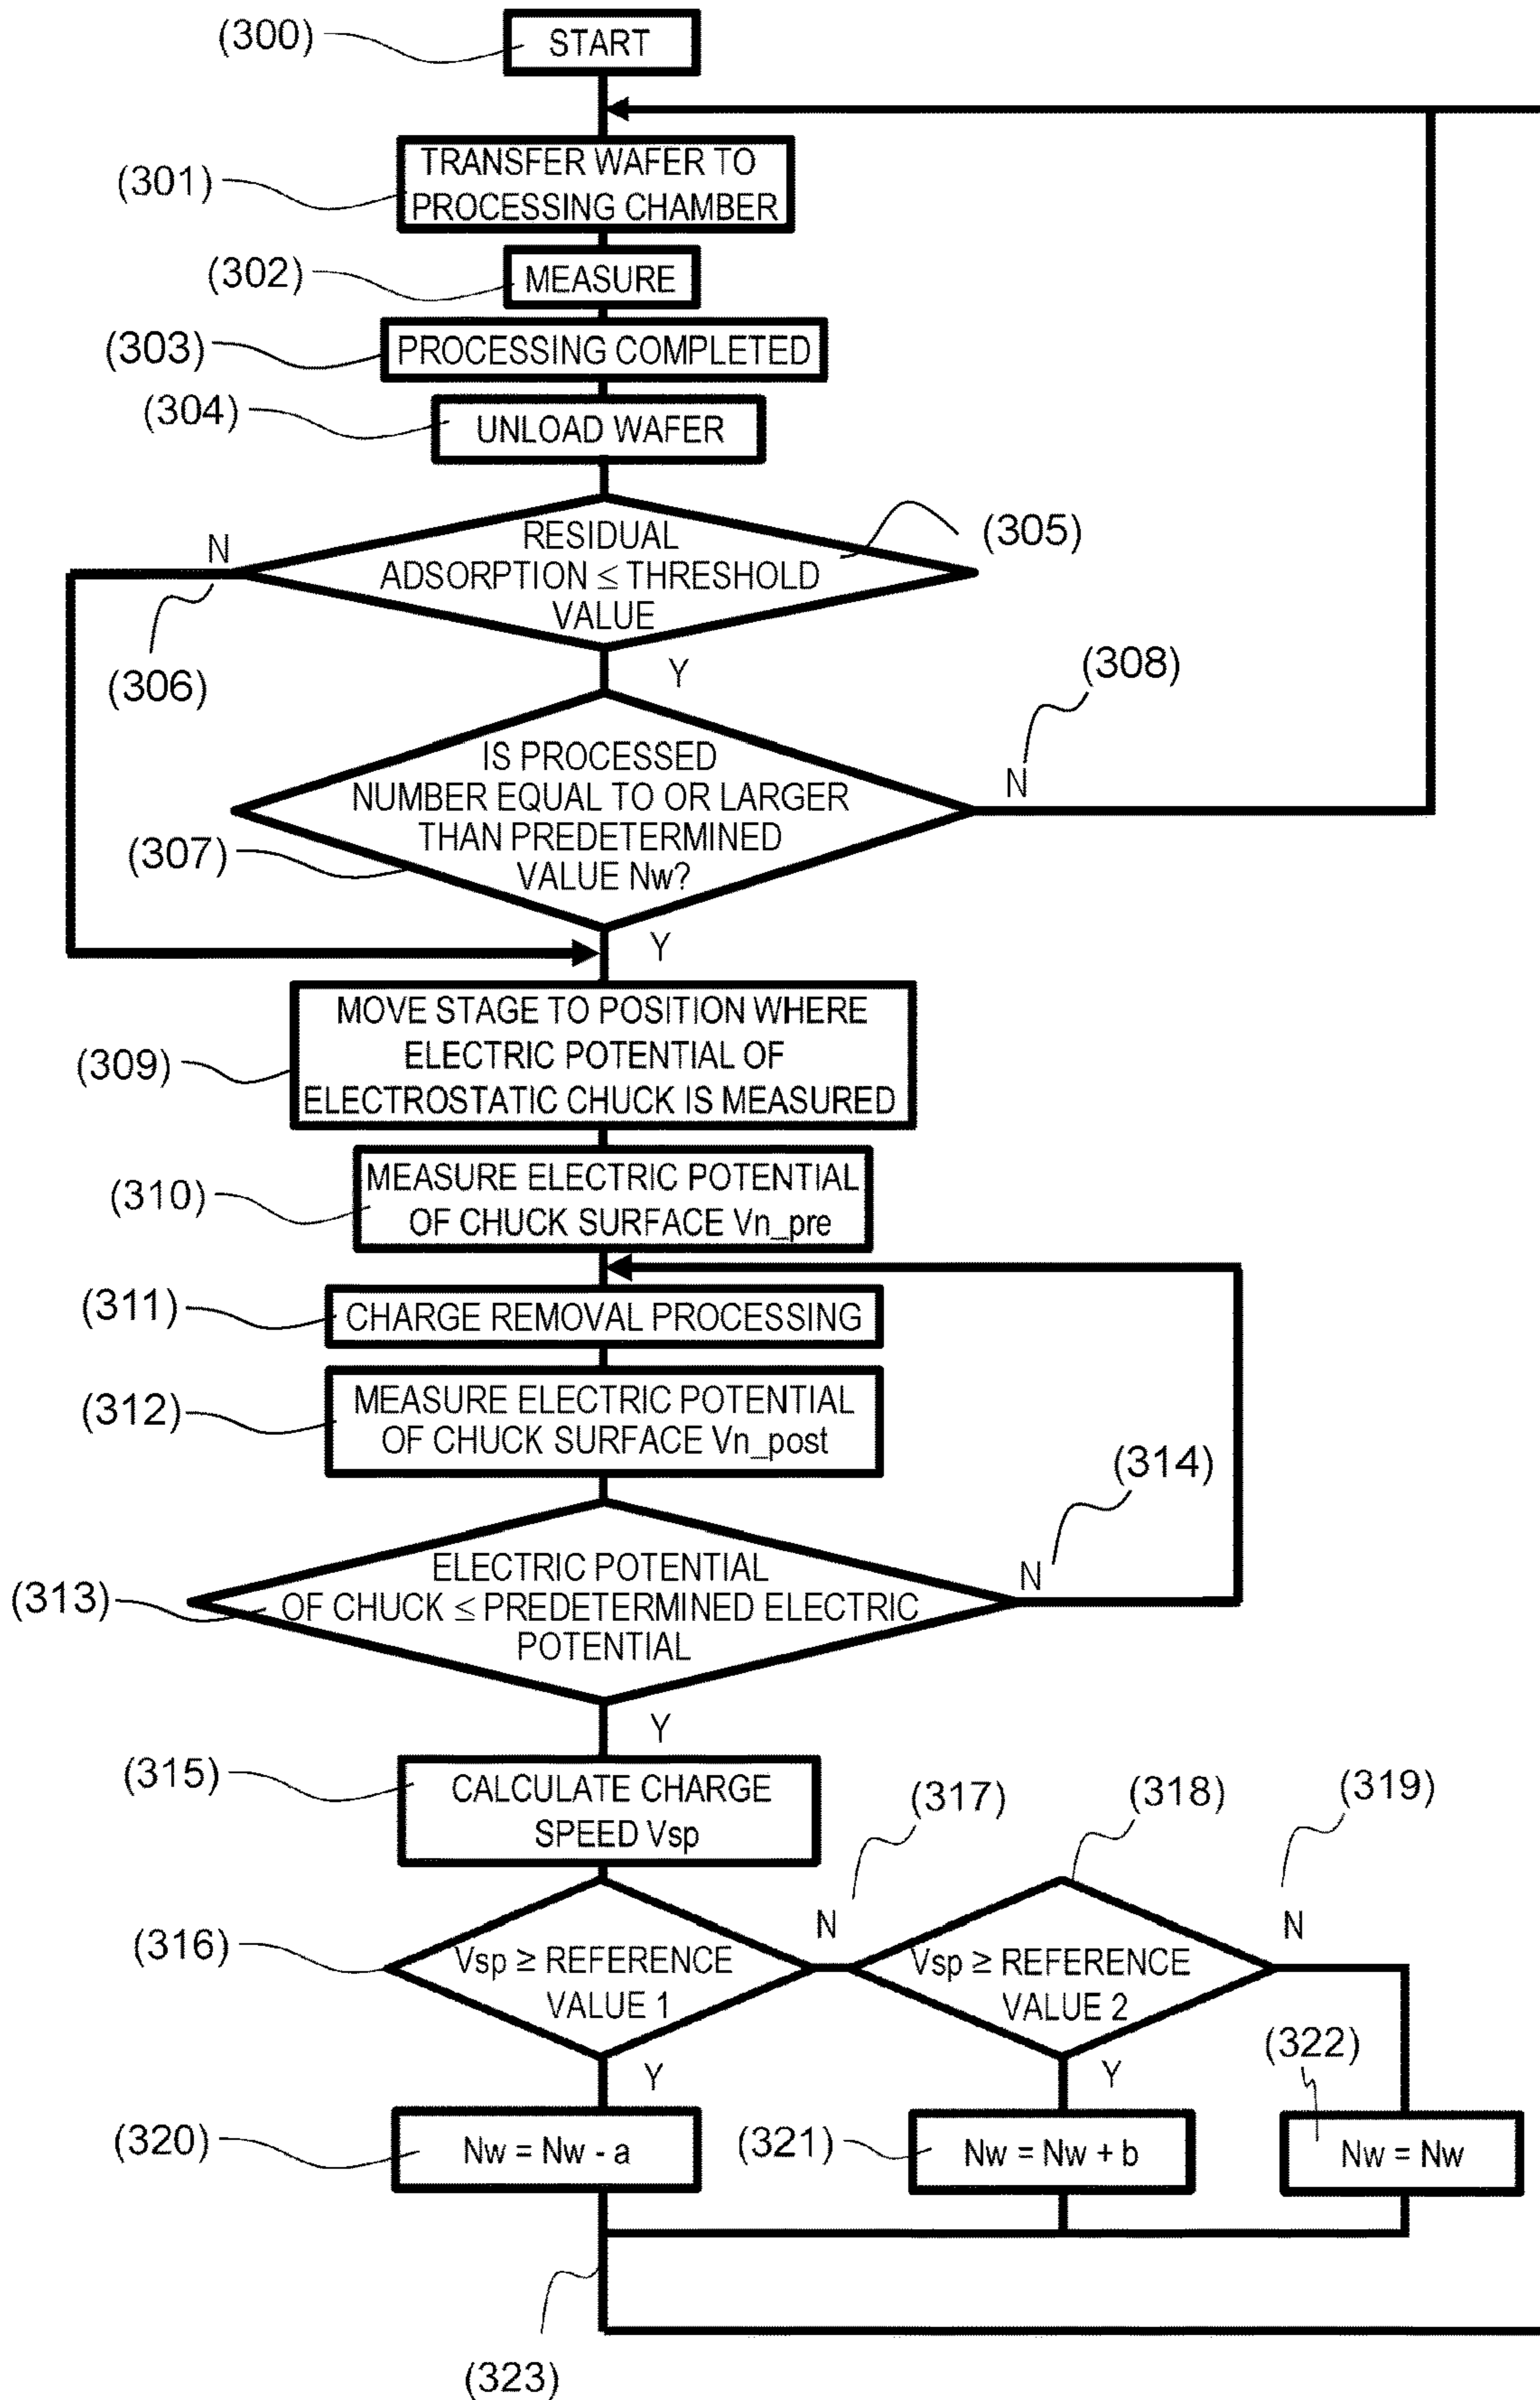 (300)
START
(301)
TRANSFER WAFER TO
PROCESSING CHAMBER
(302)
MEASURE
(303)
PROCESSING COMPLETED
(304)
UNLOAD WAFER
(305)
RESIDUAL
ADSORPTION ≤ THRESHOLD
VALUE
N
(306)
Y
(308)
IS PROCESSED
NUMBER EQUAL TO OR LARGER
THAN PREDETERMINED
VALUE Nw?
N
(307)
Y
MOVE STAGE TO POSITION WHERE
ELECTRIC POTENTIAL OF
ELECTROSTATIC CHUCK IS MEASURED
(309)
MEASURE ELECTRIC POTENTIAL
OF CHUCK SURFACE Vn_pre
(310)
(311)
CHARGE REMOVAL PROCESSING
MEASURE ELECTRIC POTENTIAL
OF CHUCK SURFACE Vn_post
(312)
(314)
ELECTRIC POTENTIAL
OF CHUCK ≤ PREDETERMINED ELECTRIC
POTENTIAL
N
(313)
Y
(315)
CALCULATE CHARGE
SPEED Vsp
(317)
(318)
(319)
(316)
Vsp ≥ REFERENCE
VALUE 1
N
Vsp ≥ REFERENCE
VALUE 2
N
Y
Y
(322)
(320)
Nw = Nw - a
(321)
Nw = Nw + b
Nw = Nw
(323)